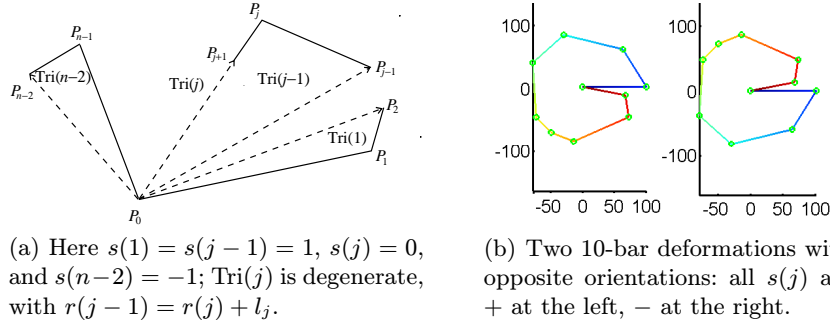 P_j
P_{n−1}
P_{j+1}
Tri(n−2)
Tri(j)
Tri(j−1)
P_{j−1}
P_{n−2}
P_2
Tri(1)
P_1
P_0
100
0
-100
-50 0 50 100
100
0
-100
-50 0 50 100
(a) Here s(1) = s(j − 1) = 1, s(j) = 0,
and s(n−2) = −1; Tri(j) is degenerate,
with r(j − 1) = r(j) + l_j.
(b) Two 10-bar deformations
opposite orientations: all s(j)
+ at the left, − at the right.